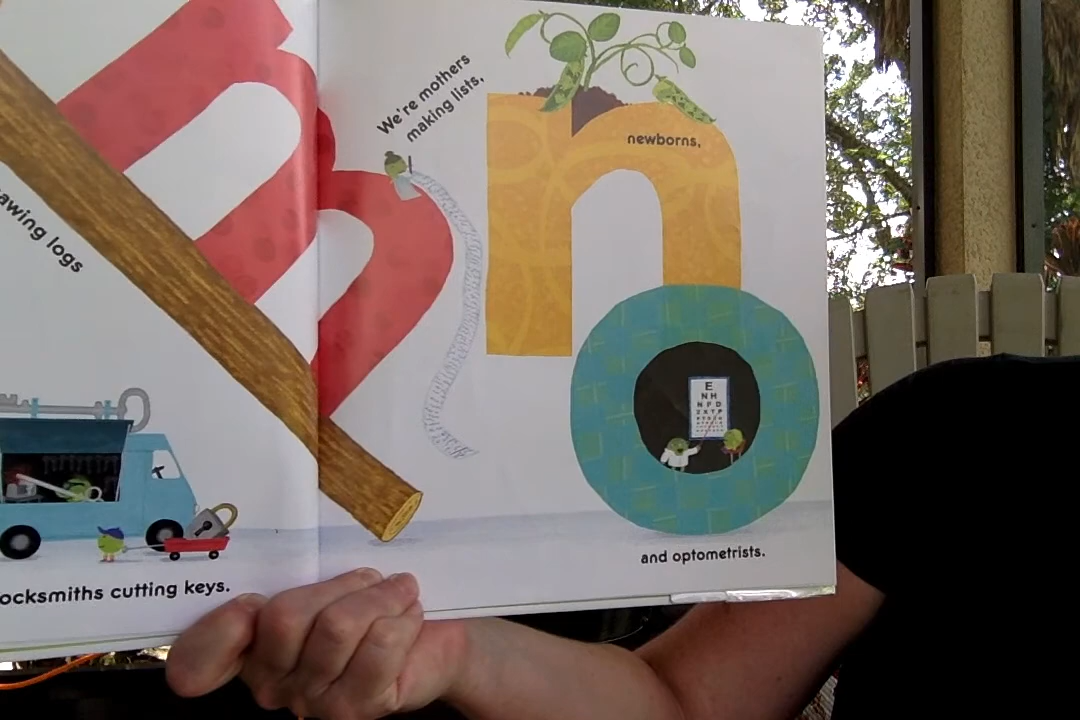 awing logs
ocksmiths cutting keys.
We're mothers
making lists,
newborns,
E
N H
N P D
and optometrists.